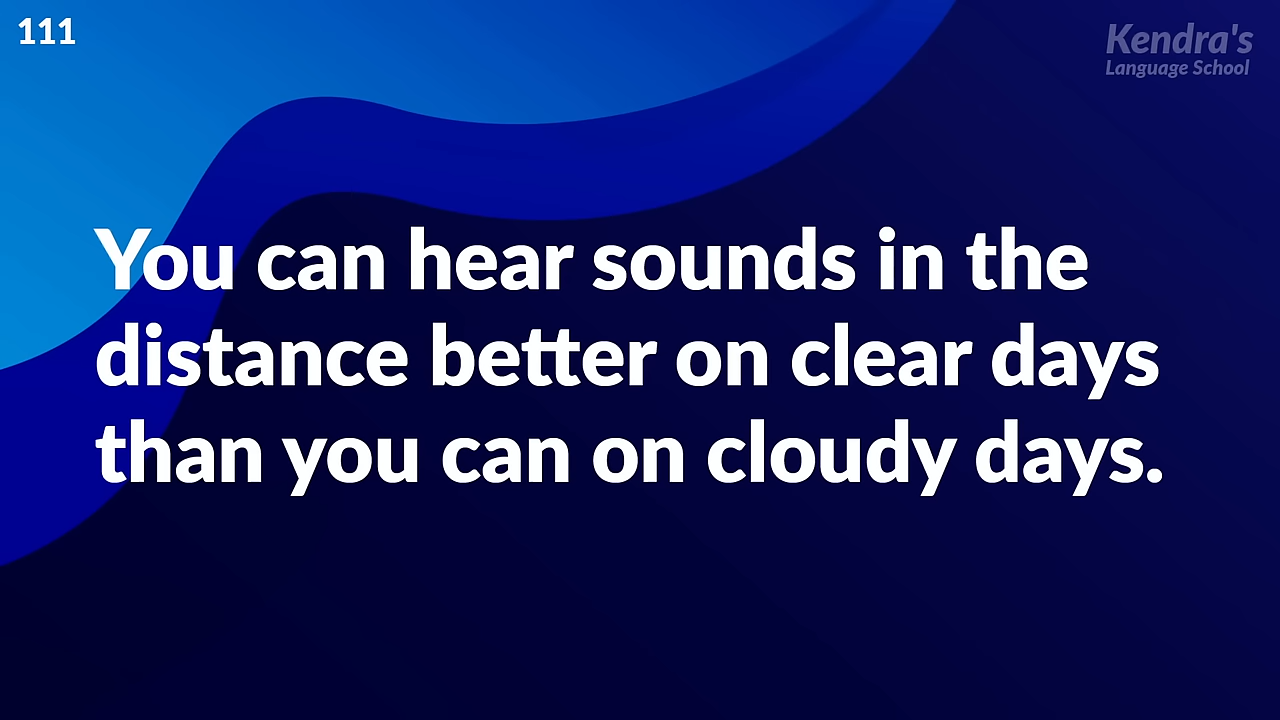 111
Kendra's
Language School
You can hear sounds in the
distance better on clear days
than you can on cloudy days.